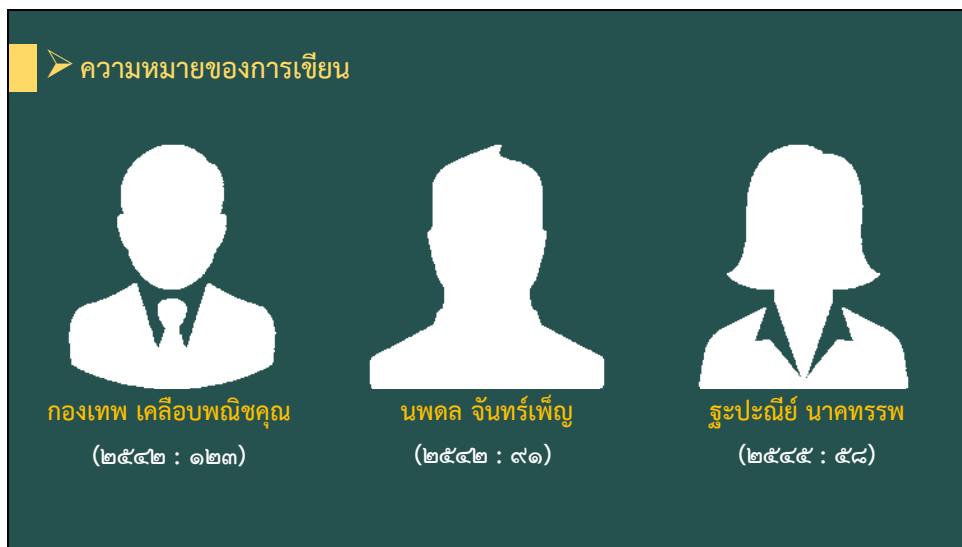 ความหมายของการเขียน
กองเทพ เคลือบพณิชคุณ
(๒๕๔๒ : ๑๒๓)
นพดล จันทร์เพ็ญ
(๒๕๔๒ : ๙๑)
ฐะปะณีย์ นาคทรรพ
(๒๕๔๕ : ๕๘)